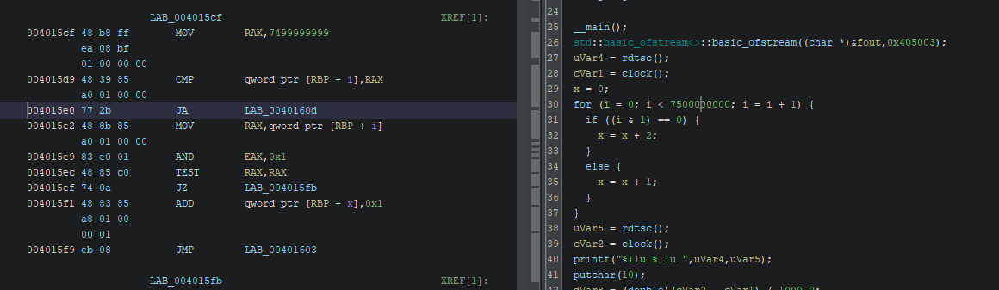 LAB_004015cf XREF[1]:
004015cf 48 b8 ff MOV RAX,7499999999
ea 08 bf
01 00 00 00
004015d9 48 39 85 CMP qword ptr [RBP + i],RAX
a0 01 00 00
004015e0 77 2b JA LAB_0040160d
004015e2 48 8b 85 MOV RAX,qword ptr [RBP + i]
a0 01 00 00
004015e9 83 e0 01 AND EAX,0x1
004015ec 48 85 c0 TEST RAX,RAX
004015ef 74 0a JZ LAB_004015fb
004015f1 48 83 85 ADD qword ptr [RBP + x],0x1
a8 01 00
00 01
004015f9 eb 08 JMP LAB_00401603
LAB_004015fb XREF[1]:
24
25 __main();
26 std::basic_ofstream<>::basic_ofstream((char *)&fout,0x405003);
27 uVar4 = rdtsc();
28 cVar1 = clock();
29 x = 0;
30 for (i = 0; i < 7500000000; i = i + 1) {
31 if ((i & 1) == 0) {
32 x = x + 2;
33 }
34 else {
35 x = x + 1;
36 }
37 }
38 uVar5 = rdtsc();
39 cVar2 = clock();
40 printf("%llu %llu ",uVar4,uVar5);
41 putchar(10);